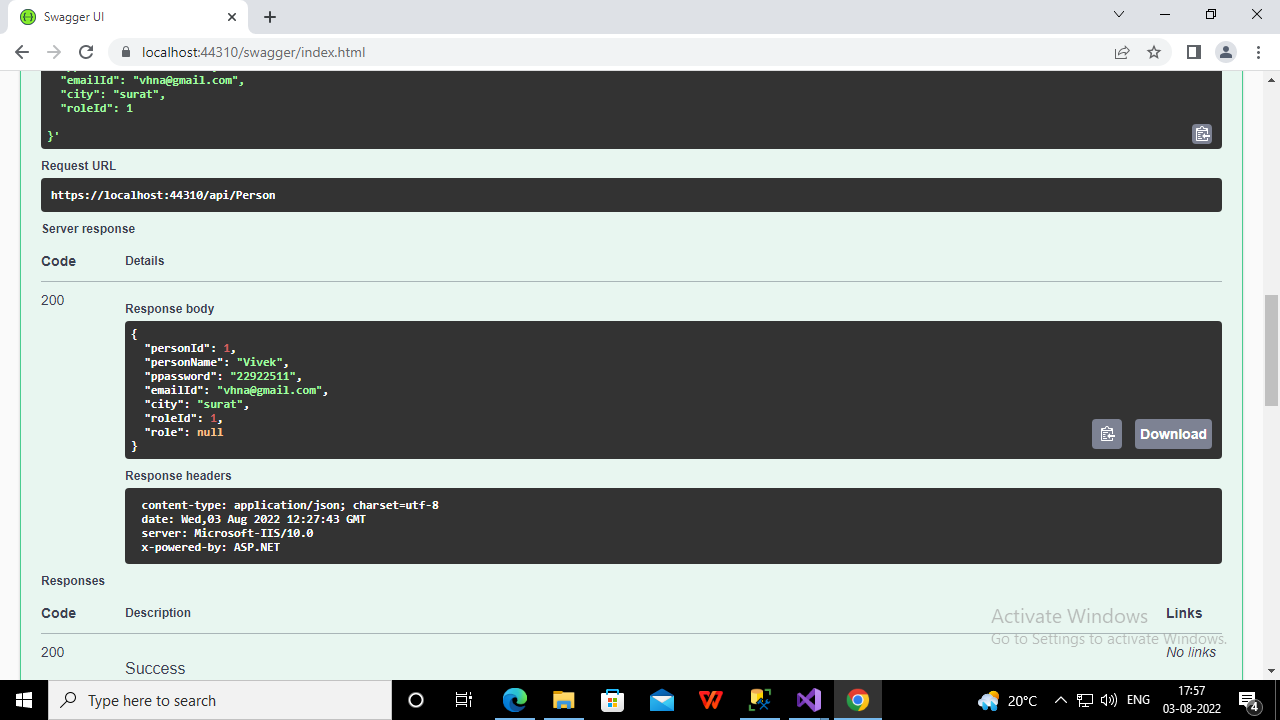 Swagger UI
localhost:44310/swagger/index.html
"emailId": "vhna@gmail.com",
"city": "surat",
"roleId": 1
}'
Request URL
https://localhost:44310/api/Person
Server response
Code Details
200
Response body
{
"personId": 1,
"personName": "Vivek",
"ppassword": "22922511",
"emailId": "vhna@gmail.com",
"city": "surat",
"roleId": 1,
"role": null
}
Download
Response headers
content-type: application/json; charset=utf-8
date: Wed,03 Aug 2022 12:27:43 GMT
server: Microsoft-IIS/10.0
x-powered-by: ASP.NET
Responses
Code Description Links
200 No links
Success
Activate Windows
Go to Settings to activate Windows.
Type here to search
20°C
ENG
17:57
03-08-2022
4